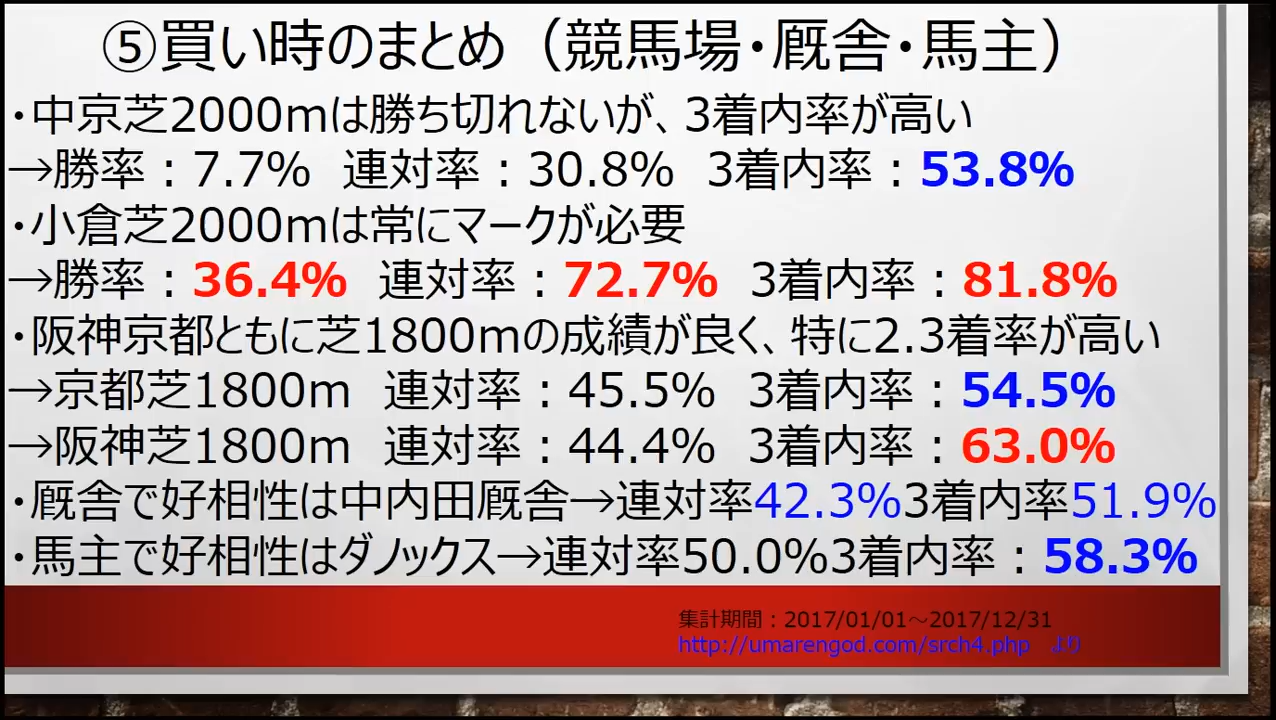 ⑤買い時のまとめ（競馬場・厩舎・馬主）
・中京芝2000mは勝ち切れないが、3着内率が高い
→勝率：7.7%　連対率：30.8%　3着内率：53.8%
・小倉芝2000mは常にマークが必要
→勝率：36.4%　連対率：72.7%　3着内率：81.8%
・阪神京都ともに芝1800mの成績が良く、特に2.3着率が高い
→京都芝1800m　連対率：45.5%　3着内率：54.5%
→阪神芝1800m　連対率：44.4%　3着内率：63.0%
・厩舎で好相性は中内田厩舎→連対率42.3%3着内率51.9%
・馬主で好相性はダノックス→連対率50.0%3着内率：58.3%
集計期間：2017/01/01～2017/12/31
http://umarengod.com/srch4.php　より